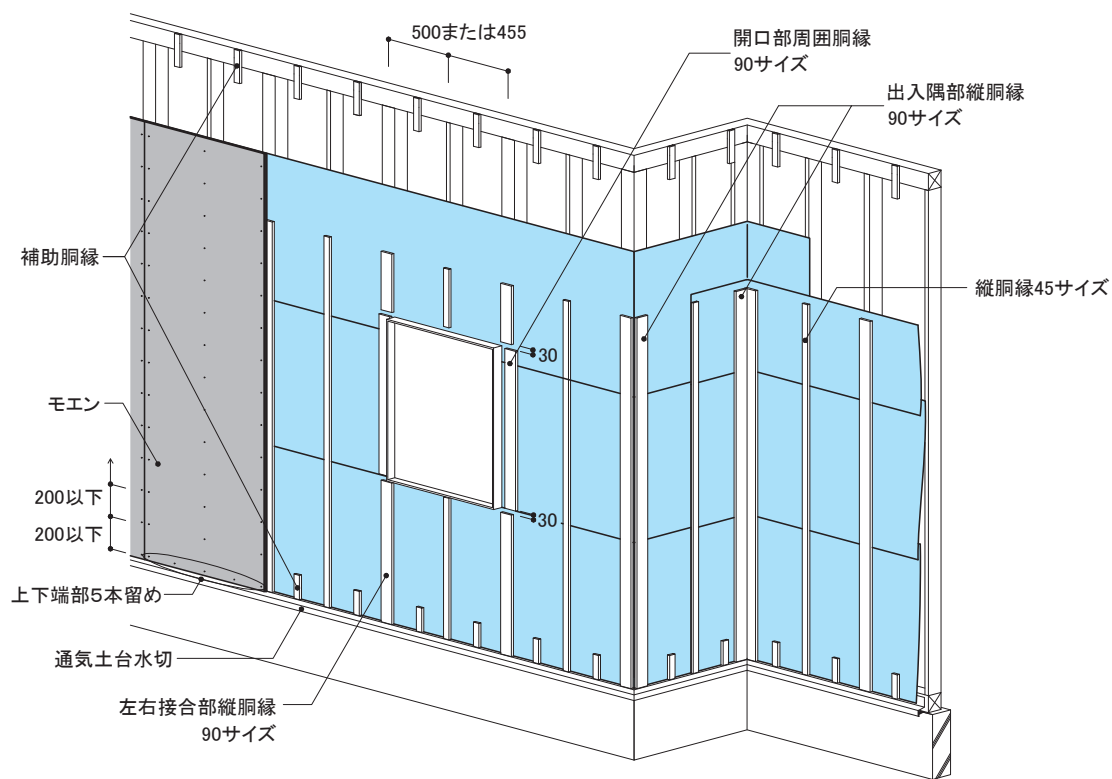 500または455
開口部周囲胴縁
90サイズ
出入隅部縦胴縁
90サイズ
補助胴縁
縦胴縁45サイズ
30
モエン
200以下
30
200以下
上下端部5本留め
通気土台水切
左右接合部縦胴縁
90サイズ